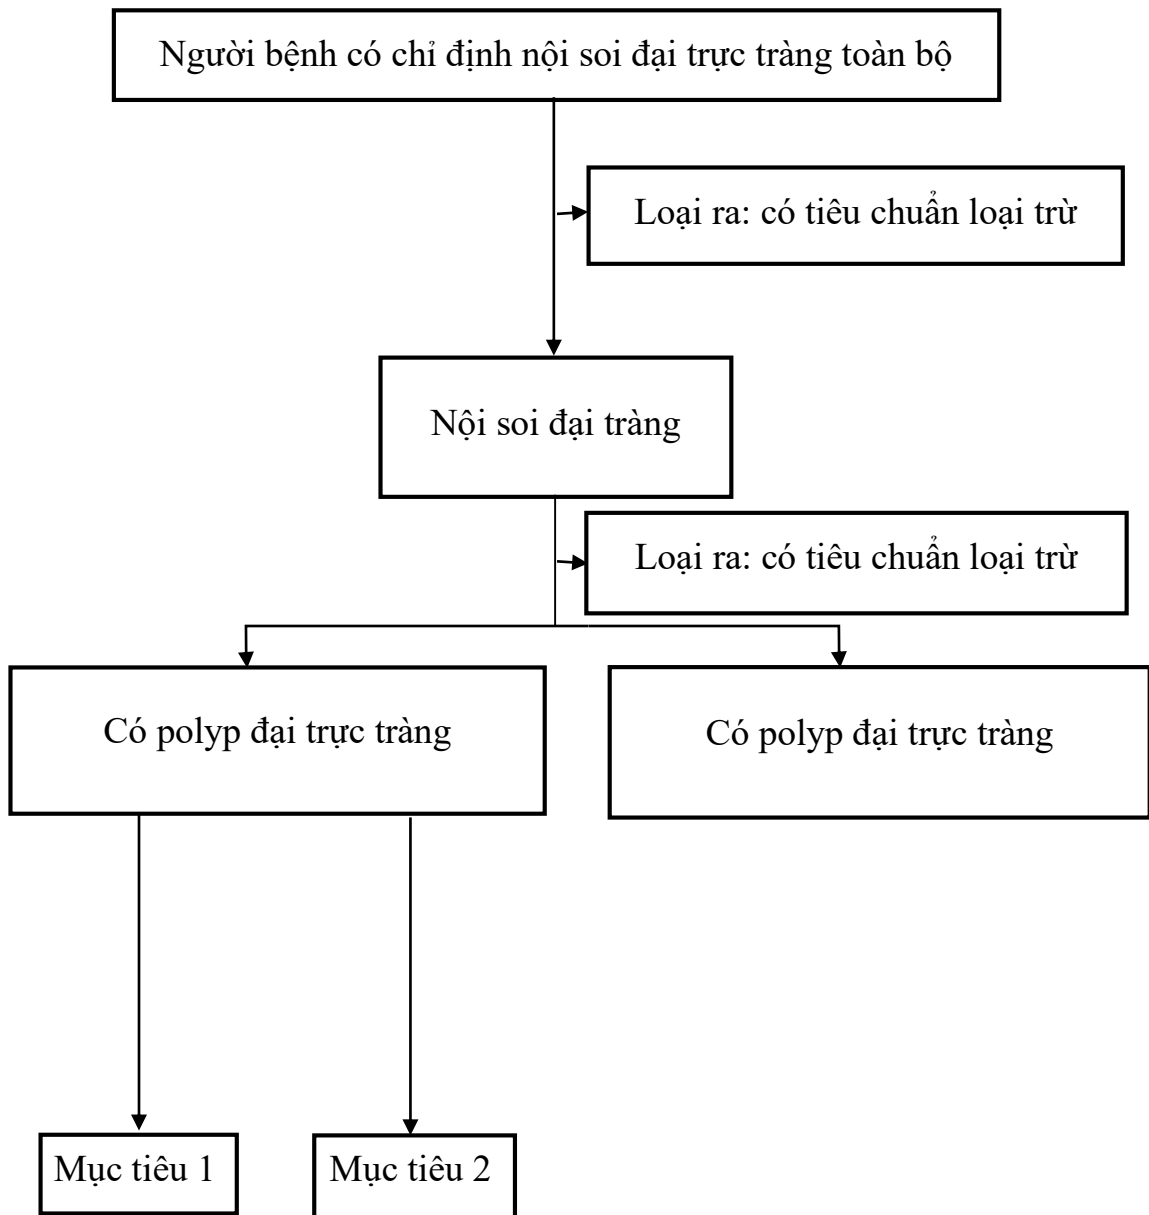 Người bệnh có chỉ định nội soi đại trực tràng toàn bộ
Loại ra: có tiêu chuẩn loại trừ
Nội soi đại tràng
Loại ra: có tiêu chuẩn loại trừ
Có polyp đại trực tràng
Có polyp đại trực tràng
Mục tiêu 1
Mục tiêu 2